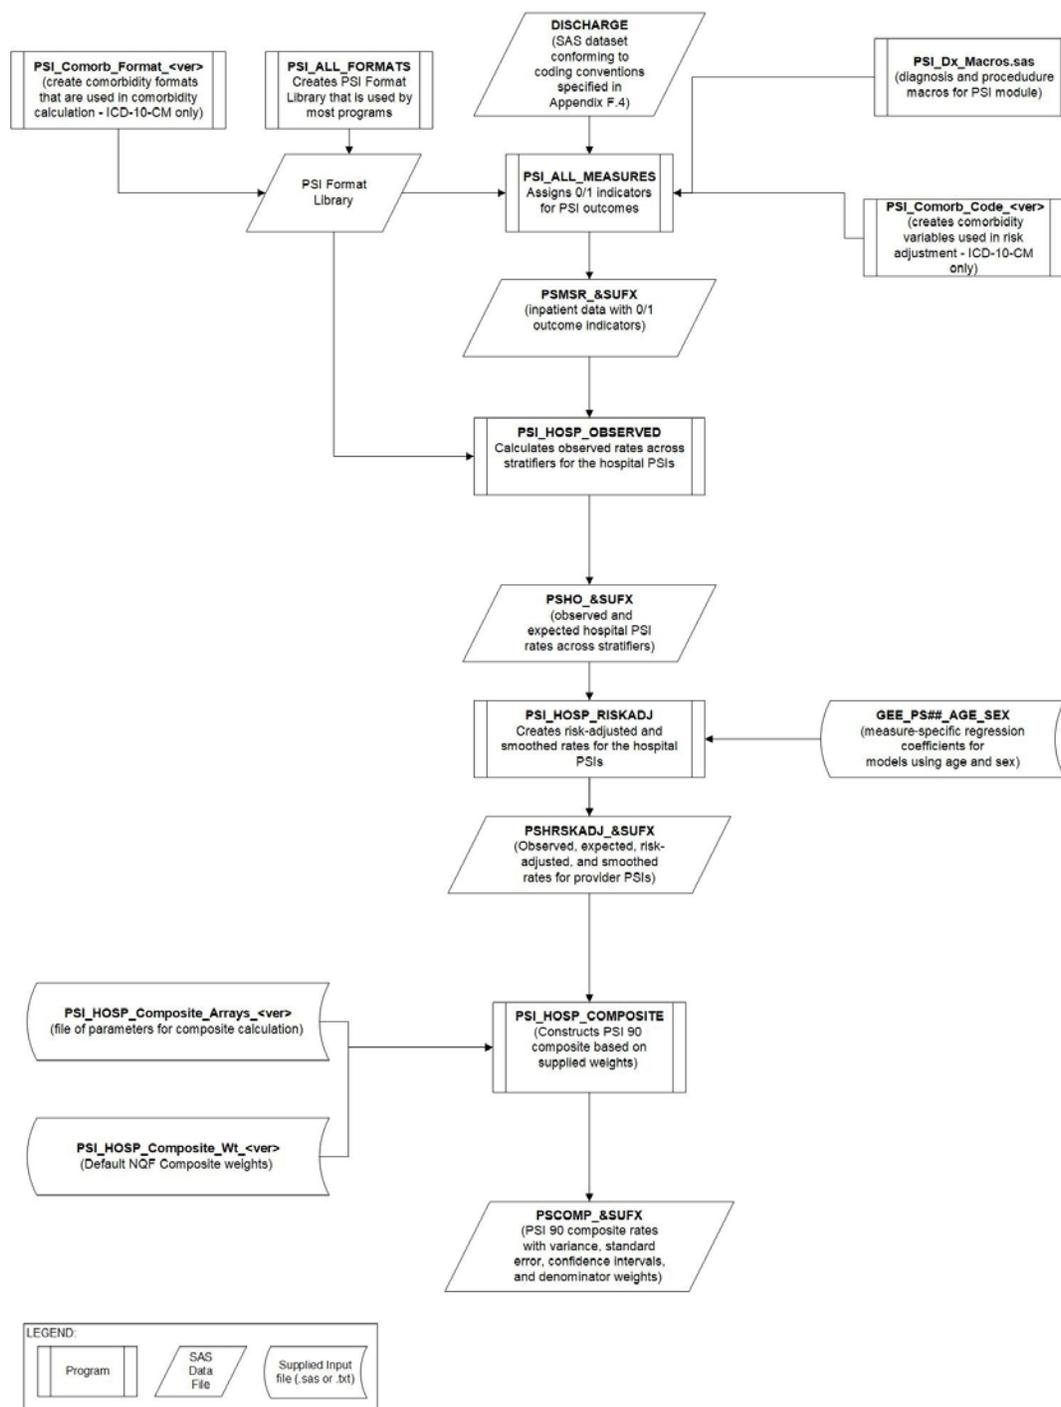 DISCHARGE
(SAS dataset
conforming to
coding conventions
specified in
Appendix F.4)
PSI_Comorb_Format_<ver>
(create comorbidity formats
that are used in comorbidity
calculation - ICD-10-CM only)
PSI_ALL_FORMATS
Creates PSI Format
Library that is used by
most programs
PSI_Dx_Macros.sas
(diagnosis and procedudure
macros for PSI module)
PSI Format
Library
PSI_ALL_MEASURES
Assigns 0/1 indicators
for PSI outcomes
PSI_Comorb_Code_<ver>
(creates comorbidity
variables used in risk
adjustment - ICD-10-CM
only)
PSMSR_&SUFX
(inpatient data with 0/1
outcome indicators)
PSI_HOSP_OBSERVED
Calculates observed rates across
stratifiers for the hospital PSIs
PSHO_&SUFX
(observed and
expected hospital PSI
rates across stratifiers)
PSI_HOSP_RISKADJ
Creates risk-adjusted and
smoothed rates for the hospital
PSIs
GEE_PS##_AGE_SEX
(measure-specific regression
coefficients for
models using age and sex)
PSHRSKADJ_&SUFX
(Observed, expected, risk-
adjusted, and smoothed
rates for provider PSIs)
PSI_HOSP_Composite_Arrays_<ver>
(file of parameters for composite calculation)
PSI_HOSP_COMPOSITE
(Constructs PSI 90
composite based on
supplied weights)
PSI_HOSP_Composite_Wt_<ver>
(Default NQF Composite weights)
PSCOMP_&SUFX
(PSI 90 composite rates
with variance, standard
error, confidence intervals,
and denominator weights)
LEGEND:
Program
SAS
Data
File
Supplied Input
file (.sas or .txt)